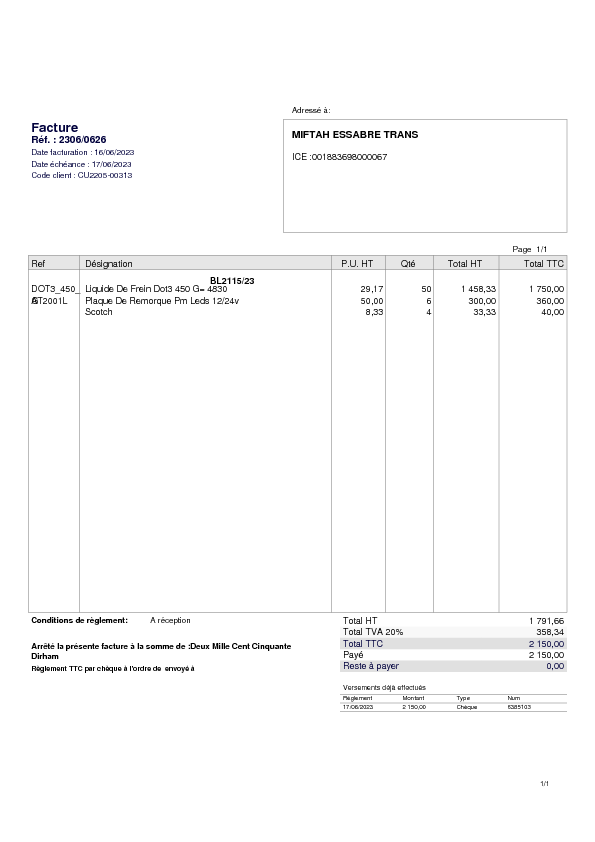 Adressé à:
Facture
Réf. : 2306/0626
Date facturation : 16/06/2023
Date échéance : 17/06/2023
Code client : CU2205-00313
MIFTAH ESSABRE TRANS
ICE :001883698000067
Page 1/1
Ref Désignation P.U. HT Qté Total HT Total TTC
BL2115/23
DOT3_450_ Liquide De Frein Dot3 450 G= 4830 29,17 50 1 458,33 1 750,00
ST2001L Plaque De Remorque Pm Leds 12/24v 50,00 6 300,00 360,00
Scotch 8,33 4 33,33 40,00
Conditions de règlement: A réception
Arrêté la présente facture à la somme de :Deux Mille Cent Cinquante
Dirham
Règlement TTC par chèque à l'ordre de envoyé à
Total HT 1 791,66
Total TVA 20% 358,34
Total TTC 2 150,00
Payé 2 150,00
Reste à payer 0,00
Versements déjà effectués
Règlement Montant Type Num
17/06/2023 2 150,00 Chèque 6385103
1/1